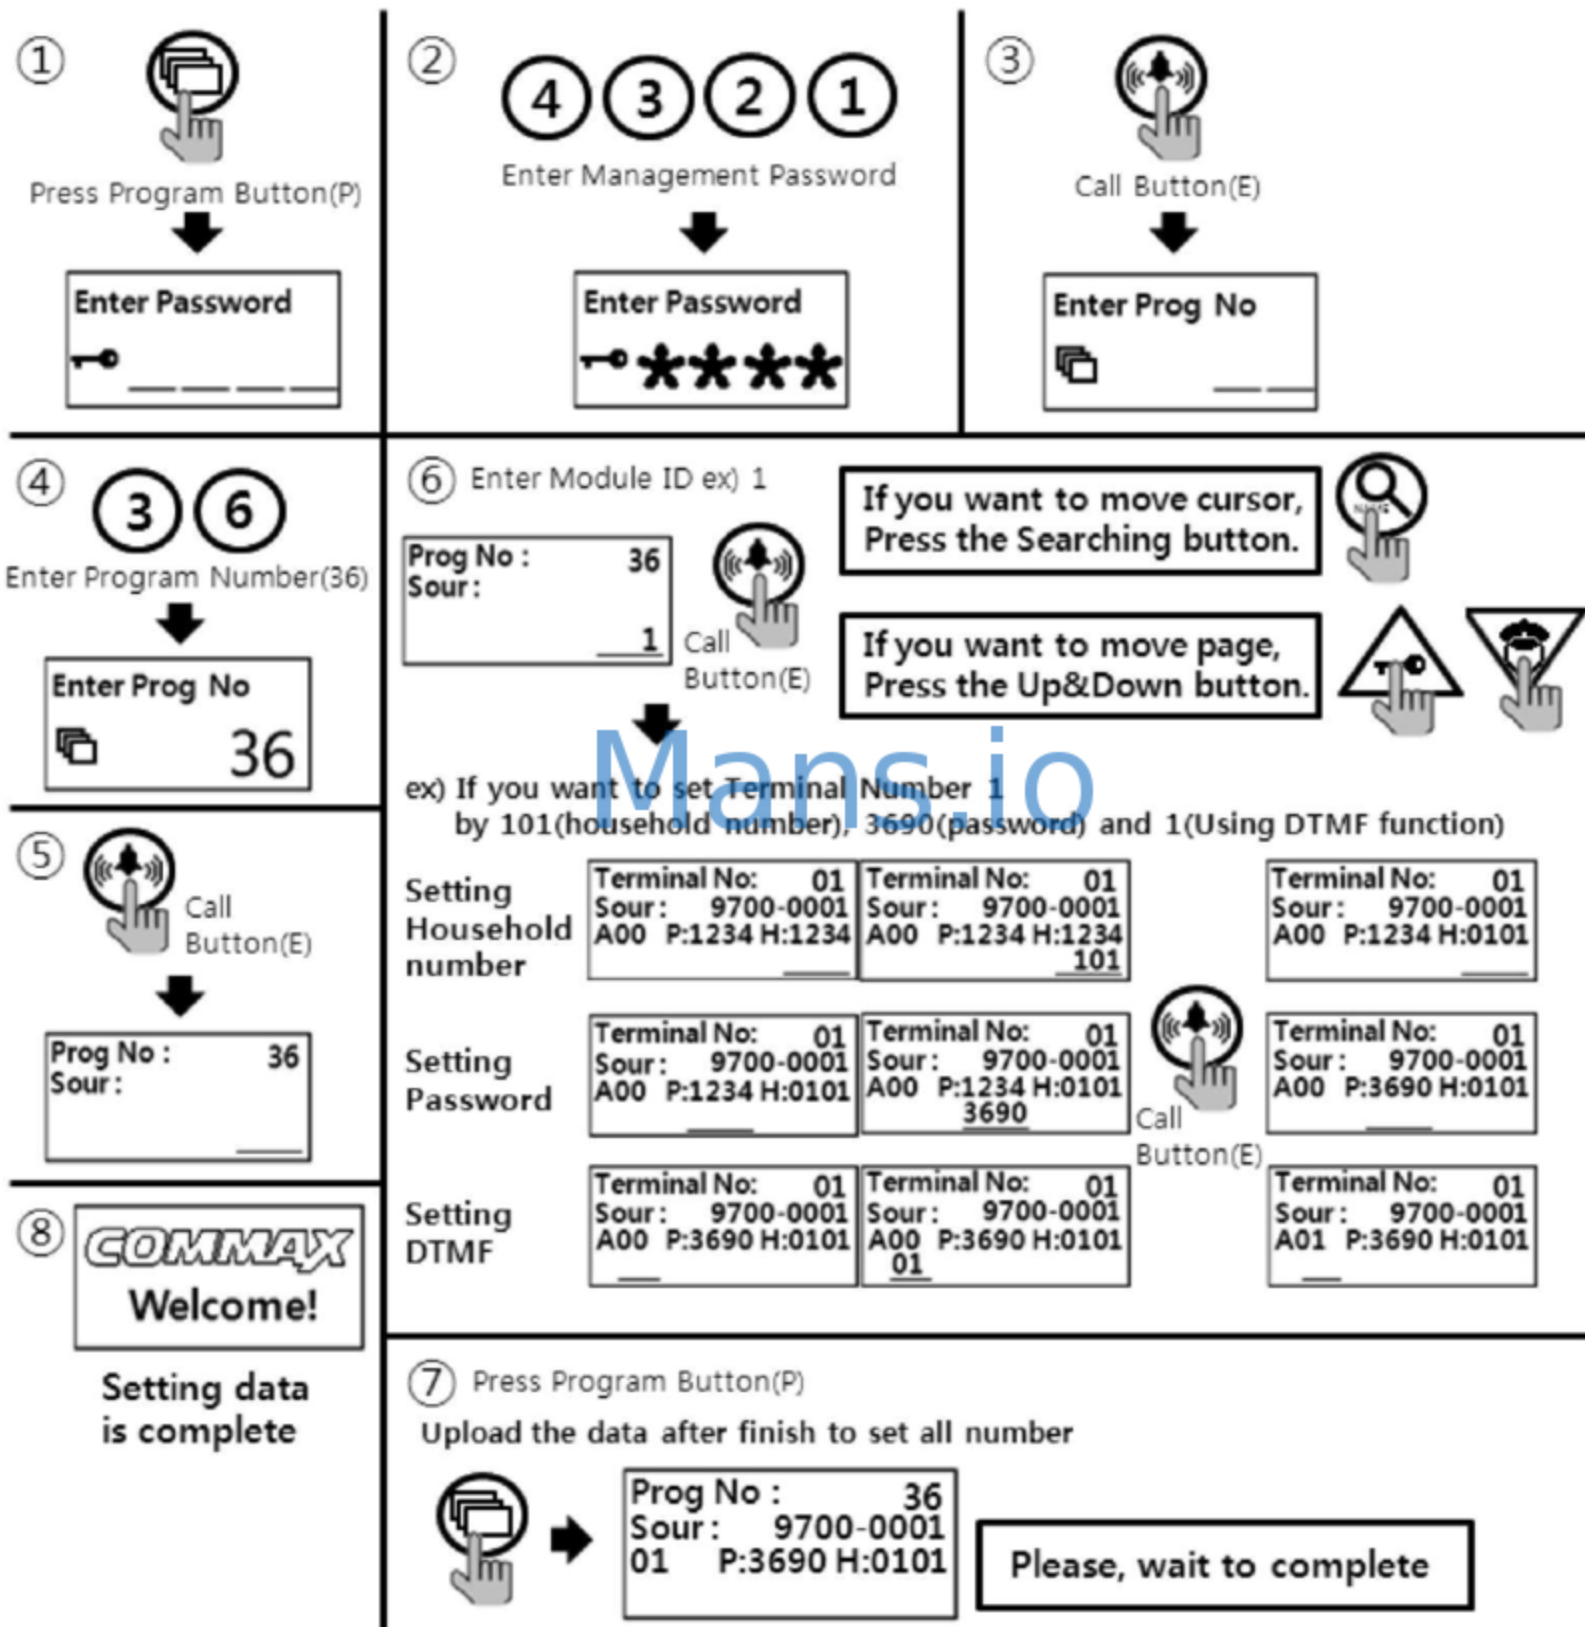 ①
Press Program Button(P)
Enter Password
②
4 3 2 1
Enter Management Password
Enter Password
③
Call Button(E)
Enter Prog No
④
3 6
Enter Program Number(36)
Enter Prog No
36
⑤
Call
Button(E)
Prog No : 36
Sour :
⑥ Enter Module ID ex) 1
Prog No : 36
Sour :
1
Call
Button(E)
If you want to move cursor,
Press the Searching button.
NAME
If you want to move page,
Press the Up&Down button.
Mans.io
ex) If you want to set Terminal Number 1
by 101(household number), 3690(password) and 1(Using DTMF function)
Setting
Household
number
Terminal No: 01
Sour : 9700-0001
A00 P:1234 H:1234
Terminal No: 01
Sour : 9700-0001
A00 P:1234 H:1234
101
Terminal No: 01
Sour : 9700-0001
A00 P:1234 H:0101
Setting
Password
Terminal No: 01
Sour : 9700-0001
A00 P:1234 H:0101
Terminal No: 01
Sour : 9700-0001
A00 P:1234 H:0101
3690
Call
Button(E)
Terminal No: 01
Sour : 9700-0001
A00 P:3690 H:0101
Setting
DTMF
Terminal No: 01
Sour : 9700-0001
A00 P:3690 H:0101
Terminal No: 01
Sour : 9700-0001
A00 P:3690 H:0101
01
Terminal No: 01
Sour : 9700-0001
A01 P:3690 H:0101
⑦ Press Program Button(P)
Upload the data after finish to set all number
Prog No : 36
Sour : 9700-0001
01 P:3690 H:0101
Please, wait to complete
⑧
COMMAX
Welcome!
Setting data
is complete